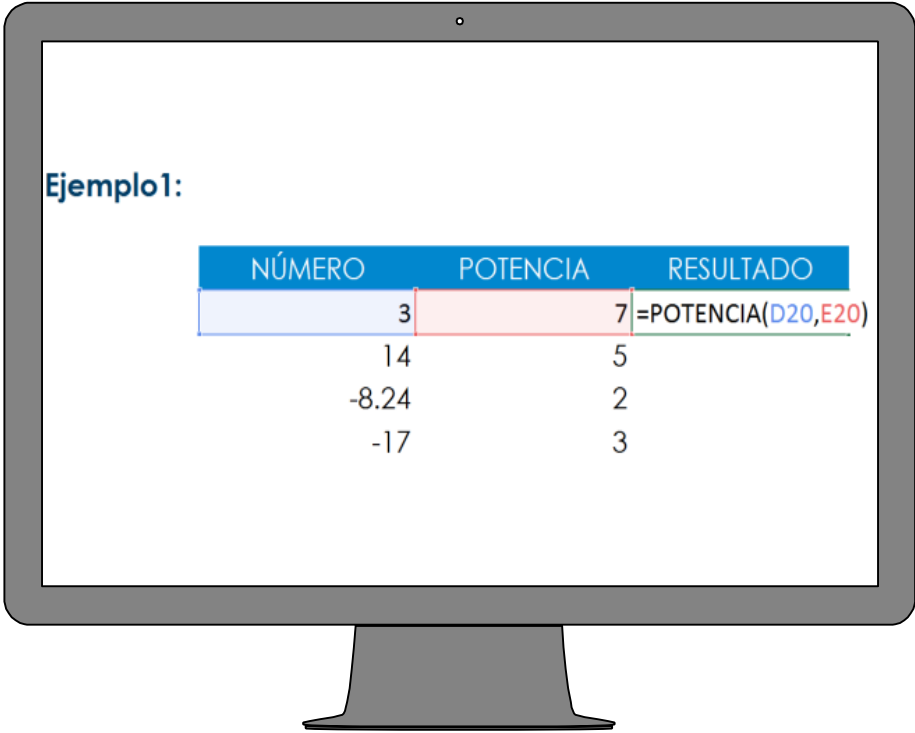 Ejemplo1:
NÚMERO POTENCIA RESULTADO
3 7 =POTENCIA(D20,E20)
14 5
-8.24 2
-17 3